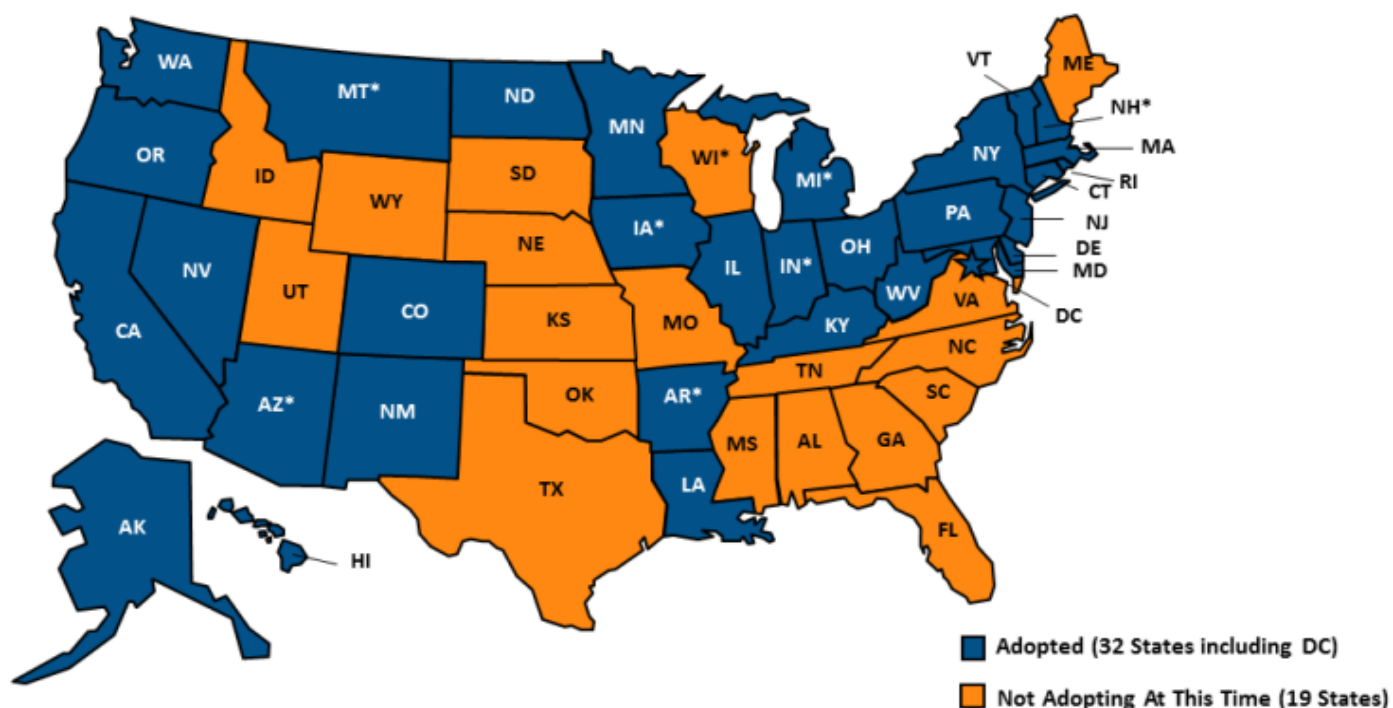 WA
MT*
ND
MN
VT
ME
NH*
OR
ID
SD
WI*
MI*
NY
MA
RI
CT
WY
IA*
PA
NJ
NE
OH
DE
MD
NV
UT
IL
IN*
WV
VA
DC
CA
CO
KS
MO
KY
NC
TN
AZ*
NM
OK
AR*
SC
MS
AL
GA
TX
LA
AK
FL
HI
Adopted (32 States including DC)
Not Adopting At This Time (19 States)